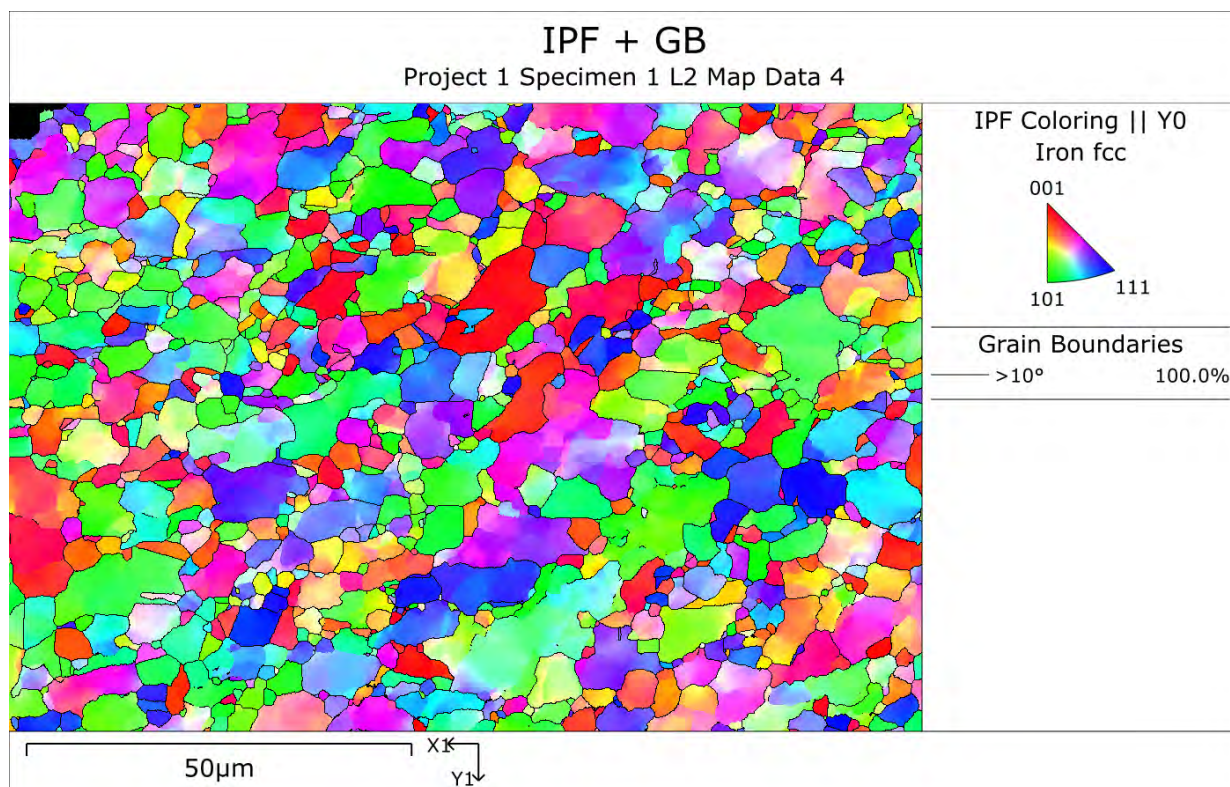 IPF + GB
Project 1 Specimen 1 L2 Map Data 4
IPF Coloring || Y0
Iron fcc
001
101
111
Grain Boundaries
>10° 100.0%
50µm
X1
Y1